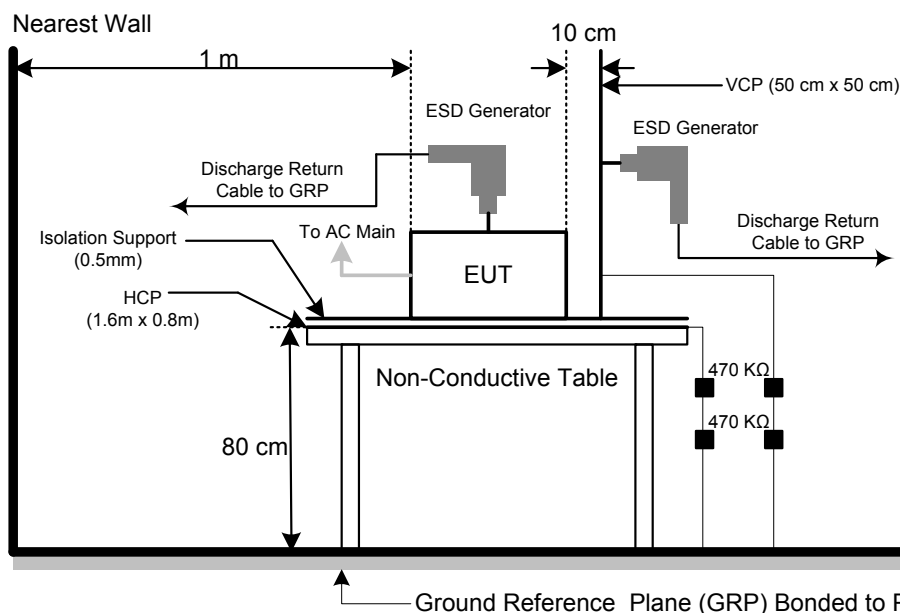 Nearest Wall
1 m
10 cm
VCP (50 cm x 50 cm)
ESD Generator
ESD Generator
Discharge Return
Cable to GRP
Discharge Return
Cable to GRP
To AC Main
Isolation Support
(0.5mm)
EUT
HCP
(1.6m x 0.8m)
Non-Conductive Table
470 KΩ
470 KΩ
80 cm
Ground Reference Plane (GRP) Bonded to